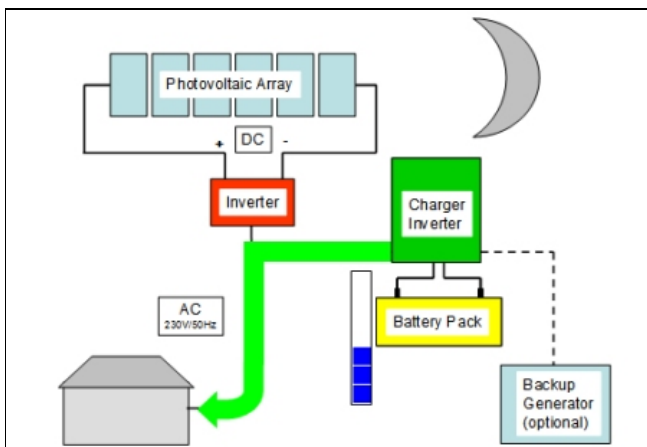 Photovoltaic Array
+
DC
-
Inverter
Charger
Inverter
AC
230V/50Hz
Battery Pack
Backup
Generator
(optional)